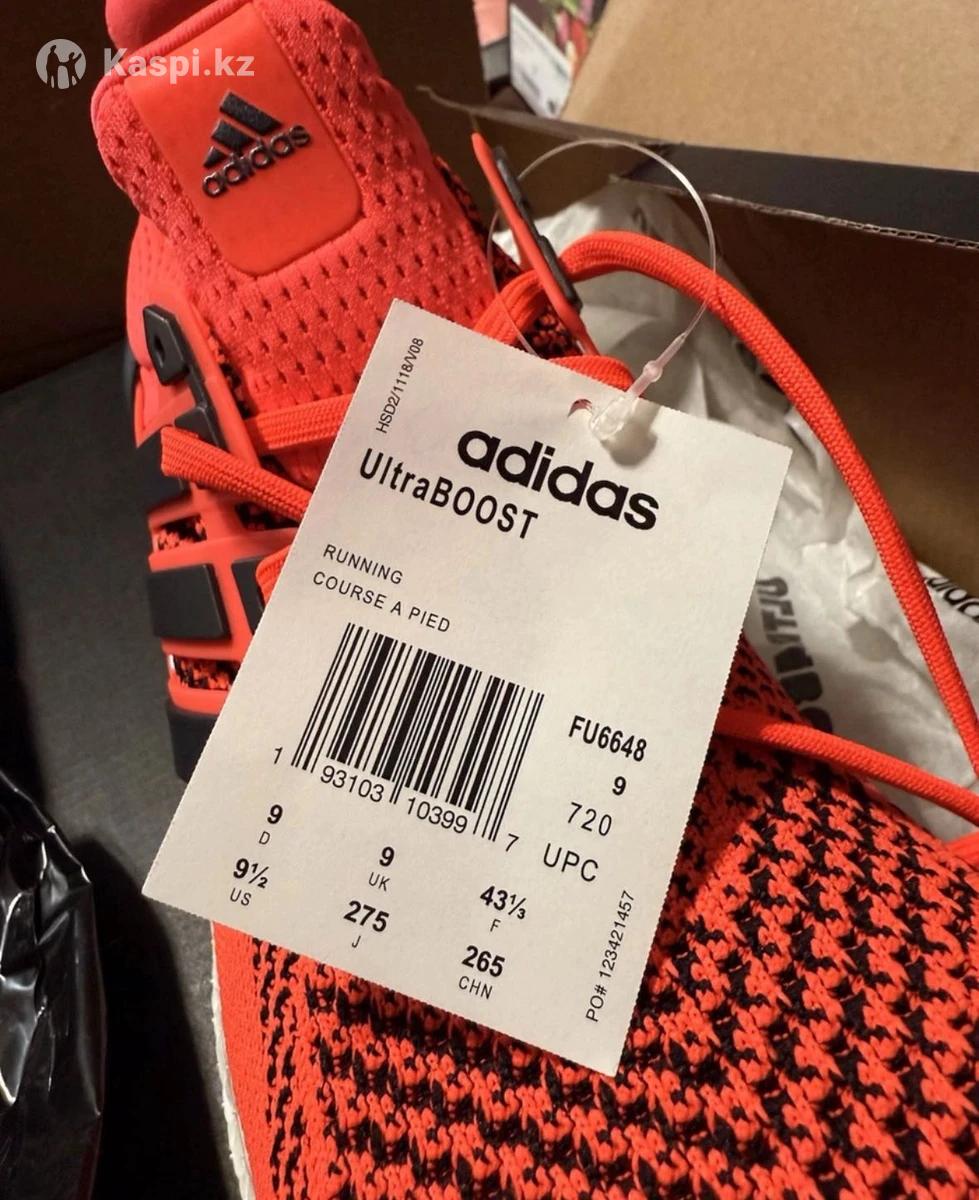 Kaspi.kz
adidas
HSD2/1118/V08
adidas
UltraBOOST
RUNNING
COURSE A PIED
FU6648
9
720
UPC
1 93103 10399 7
9
D
9
UK
43⅓
F
9½
US
275
J
265
CHN
PO# 123421457